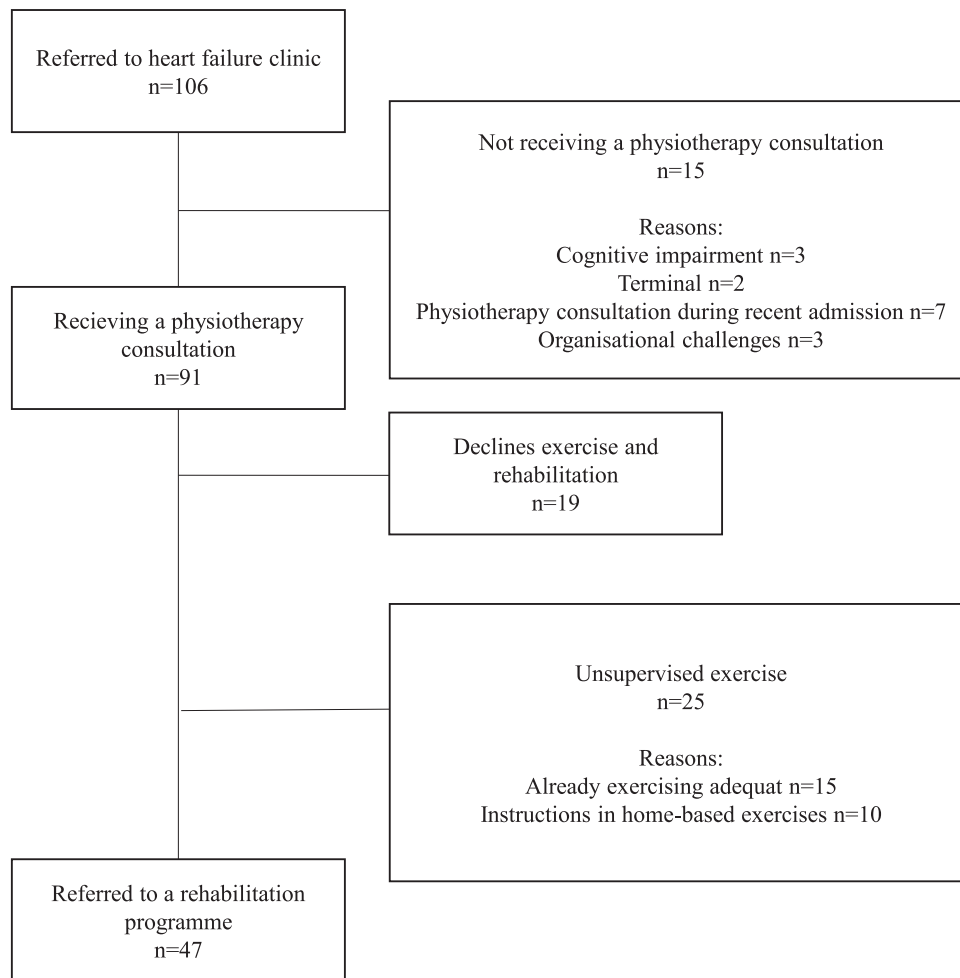 Referred to heart failure clinic
n=106
Not receiving a physiotherapy consultation
n=15
Reasons:
Cognitive impairment n=3
Terminal n=2
Physiotherapy consultation during recent admission n=7
Organisational challenges n=3
Recieving a physiotherapy
consultation
n=91
Declines exercise and
rehabilitation
n=19
Unsupervised exercise
n=25
Reasons:
Already exercising adequat n=15
Instructions in home-based exercises n=10
Referred to a rehabilitation
programme
n=47